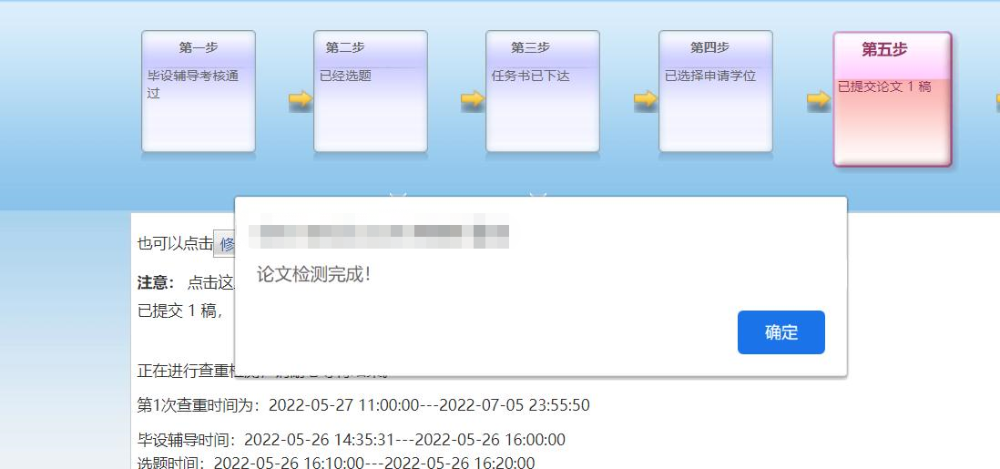 第一步
毕设辅导考核通
过
第二步
已经选题
第三步
任务书已下达
第四步
已选择申请学位
第五步
已提交论文 1 稿
论文检测完成！
确定
也可以点击修
注意： 点击这
已提交 1 稿，
正在进行查重
第1次查重时间为：2022-05-27 11:00:00---2022-07-05 23:55:50
毕设辅导时间：2022-05-26 14:35:31---2022-05-26 16:00:00
选题时间：2022-05-26 16:10:00---2022-05-26 16:20:00